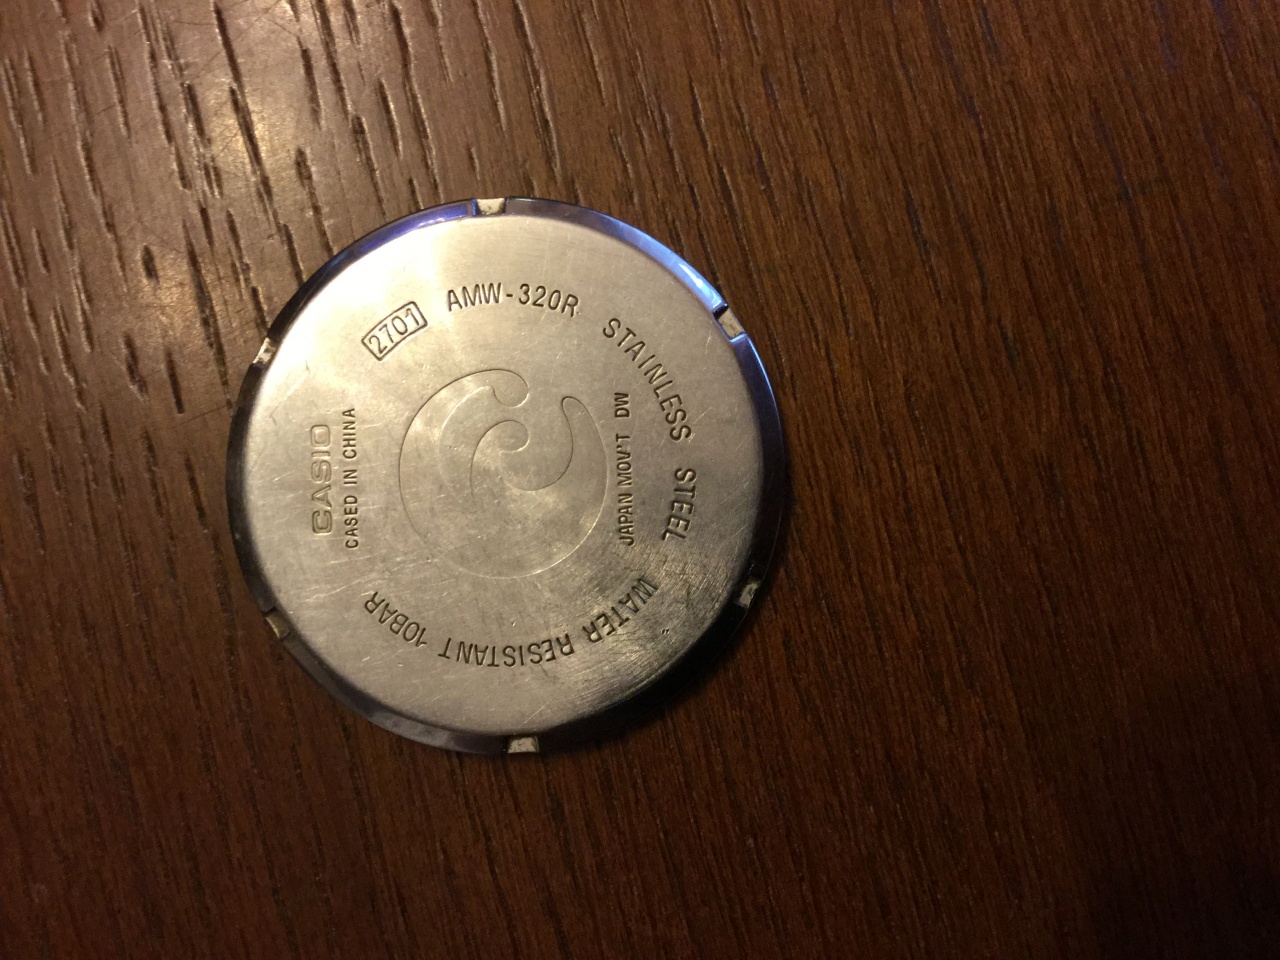 CASIO
CASED IN CHINA
2701 AMW-320R STAINLESS STEEL WATER RESISTANT 10BAR
JAPAN MOV'T DW